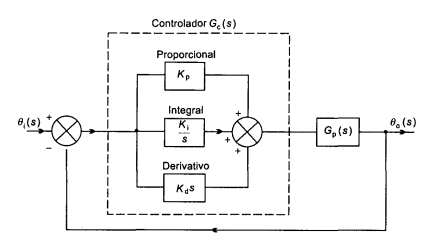 Controlador G_c(s)
Proporcional
K_p
Integral
θ_i(s) + K_i/s + + + G_p(s) θ_o(s)
−
Derivativo
K_d s